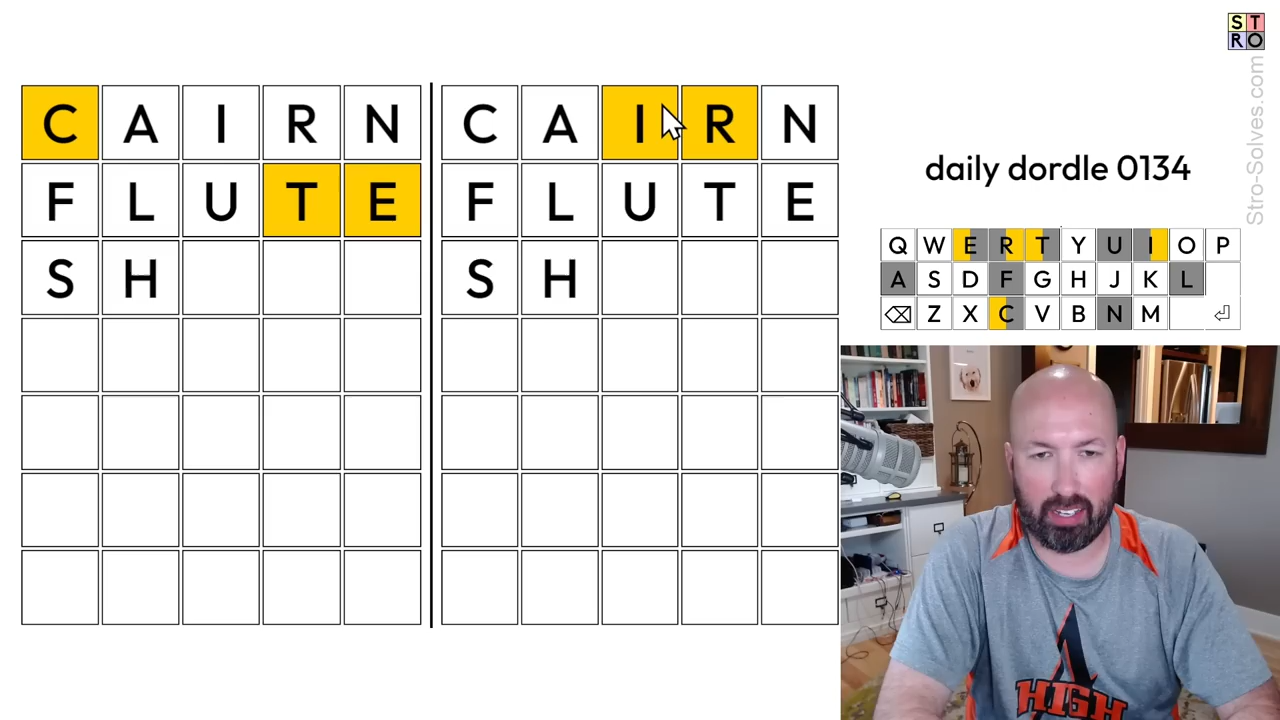 S T
R O
Stro-Solves.com
C A I R N C A I R N
F L U T E F L U T E
S H S H
daily dordle 0134
Q W E R T Y U I O P
A S D F G H J K L
Z X C V B N M
HIGH